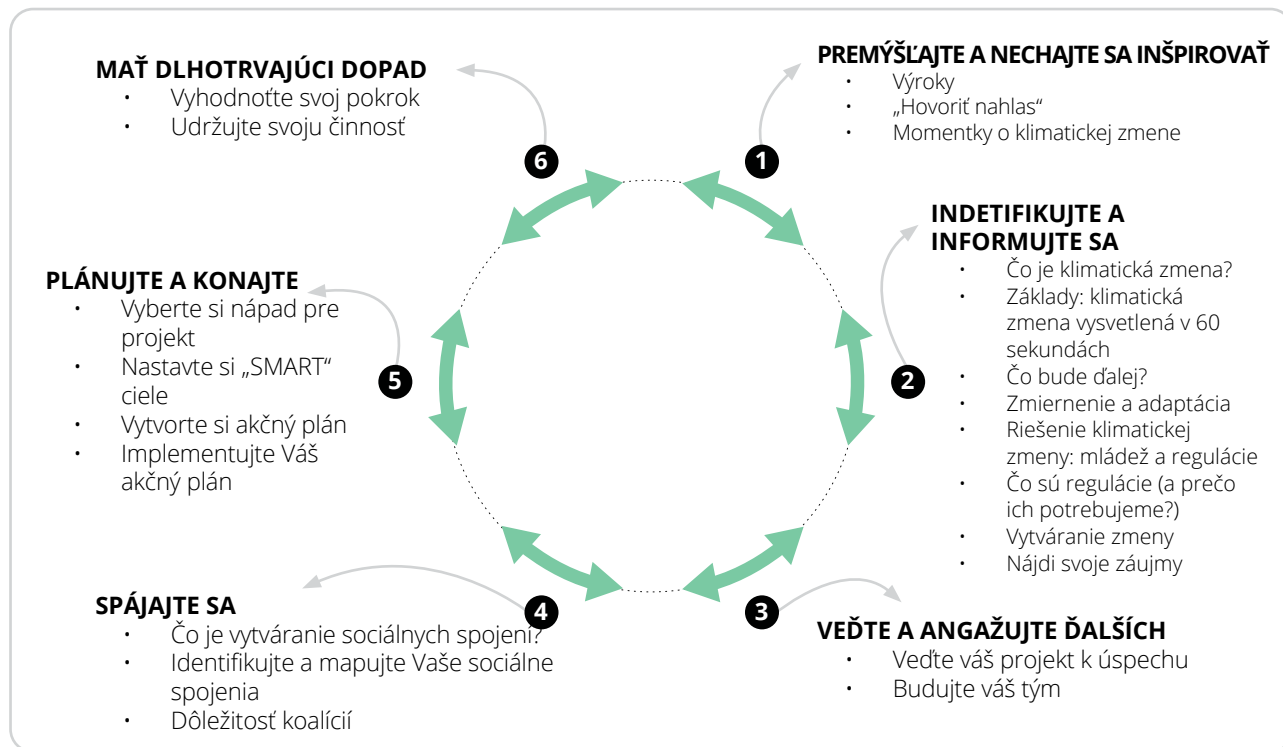 PREMÝŠĽAJTE A NECHAJTE SA INŠPIROVAŤ
• Výroky
• „Hovoriť nahlas“
• Momentky o klimatickej zmene
1
INDETIFIKUJTE A
INFORMUJTE SA
• Čo je klimatická zmena?
• Základy: klimatická
zmena vysvetlená v 60
sekundách
• Čo bude ďalej?
• Zmiernenie a adaptácia
• Riešenie klimatickej
zmeny: mládež a regulácie
• Čo sú regulácie (a prečo
ich potrebujeme?)
• Vytváranie zmeny
• Nájdi svoje záujmy
2
VEĎTE A ANGAŽUJTE ĎALŠÍCH
• Veďte váš projekt k úspechu
• Budujte váš tým
3
SPÁJAJTE SA
• Čo je vytváranie sociálnych spojení?
• Identifikujte a mapujte Vaše sociálne
spojenia
• Dôležitosť koalícií
4
PLÁNUJTE A KONAJTE
• Vyberte si nápad pre
projekt
• Nastavte si „SMART“
ciele
• Vytvorte si akčný plán
• Implementujte Váš
akčný plán
5
MAŤ DLHOTRVAJÚCI DOPAD
• Vyhodnoťte svoj pokrok
• Udržujte svoju činnosť
6